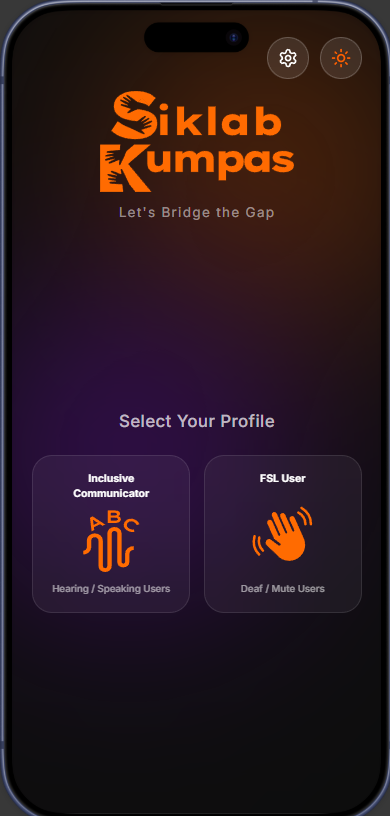 Siklab
Kumpas
Let's Bridge the Gap
Select Your Profile
Inclusive
Communicator
ABC
Hearing / Speaking Users
FSL User
Deaf / Mute Users